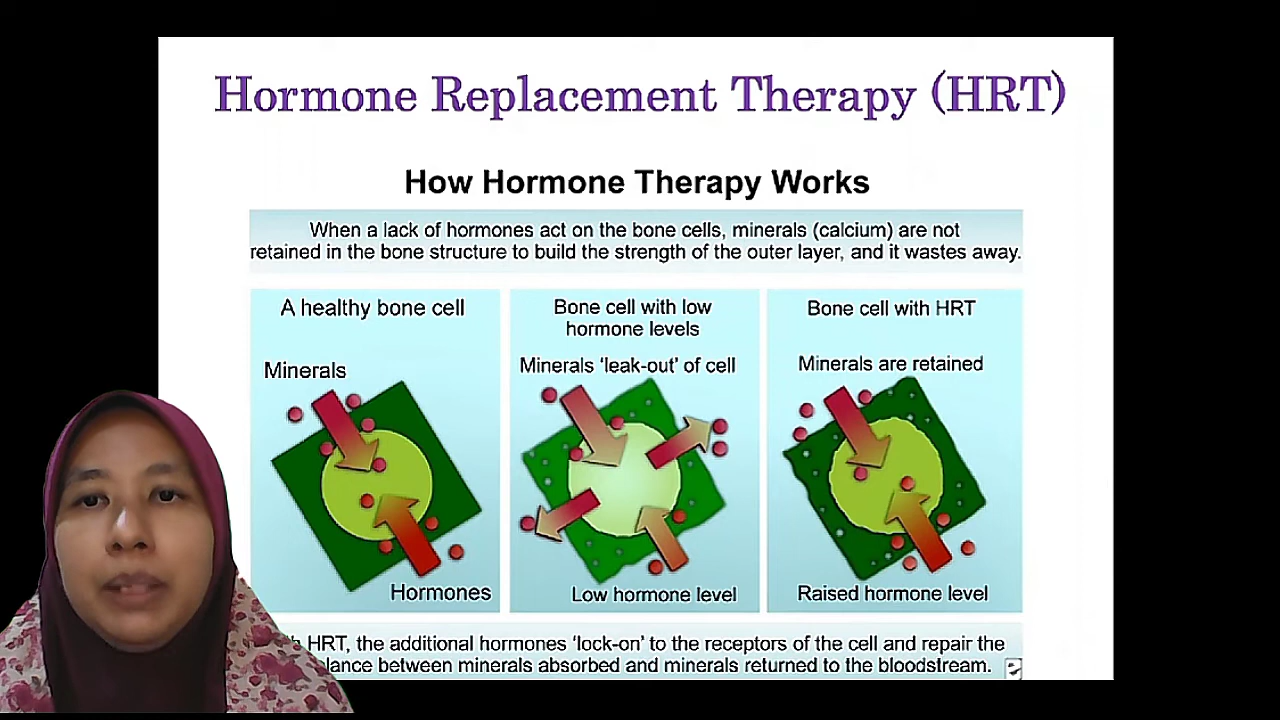 Hormone Replacement Therapy (HRT)
How Hormone Therapy Works
When a lack of hormones act on the bone cells, minerals (calcium) are not
retained in the bone structure to build the strength of the outer layer, and it wastes away.
A healthy bone cell
Minerals
Hormones
Bone cell with low
hormone levels
Minerals 'leak-out' of cell
Low hormone level
Bone cell with HRT
Minerals are retained
Raised hormone level
HRT, the additional hormones 'lock-on' to the receptors of the cell and repair the
between minerals absorbed and minerals returned to the bloodstream.